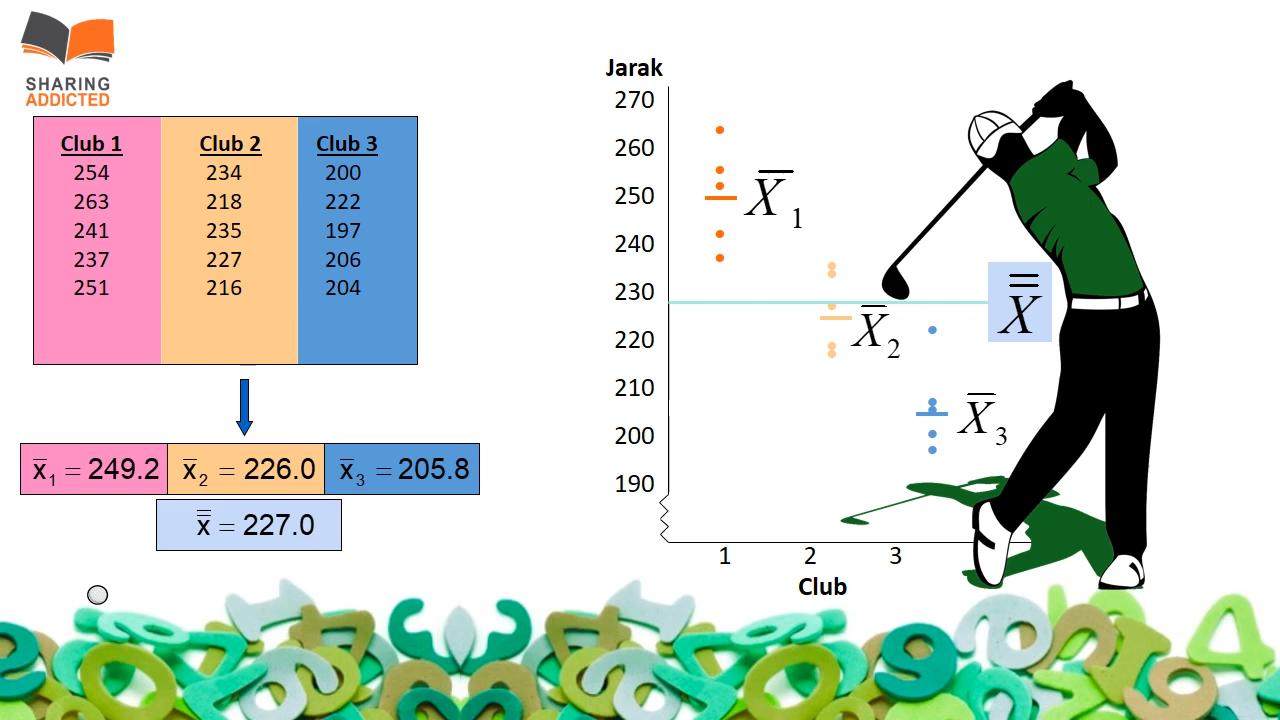 SHARING
ADDICTED
Club 1 Club 2 Club 3
254 234 200
263 218 222
241 235 197
237 227 206
251 216 204
x̅₁ = 249.2 x̅₂ = 226.0 x̅₃ = 205.8
x̿ = 227.0
Jarak
270
260
250
240
230
220
210
200
190
X̅₁
X̿
X̅₂
X̅₃
1 2 3
Club